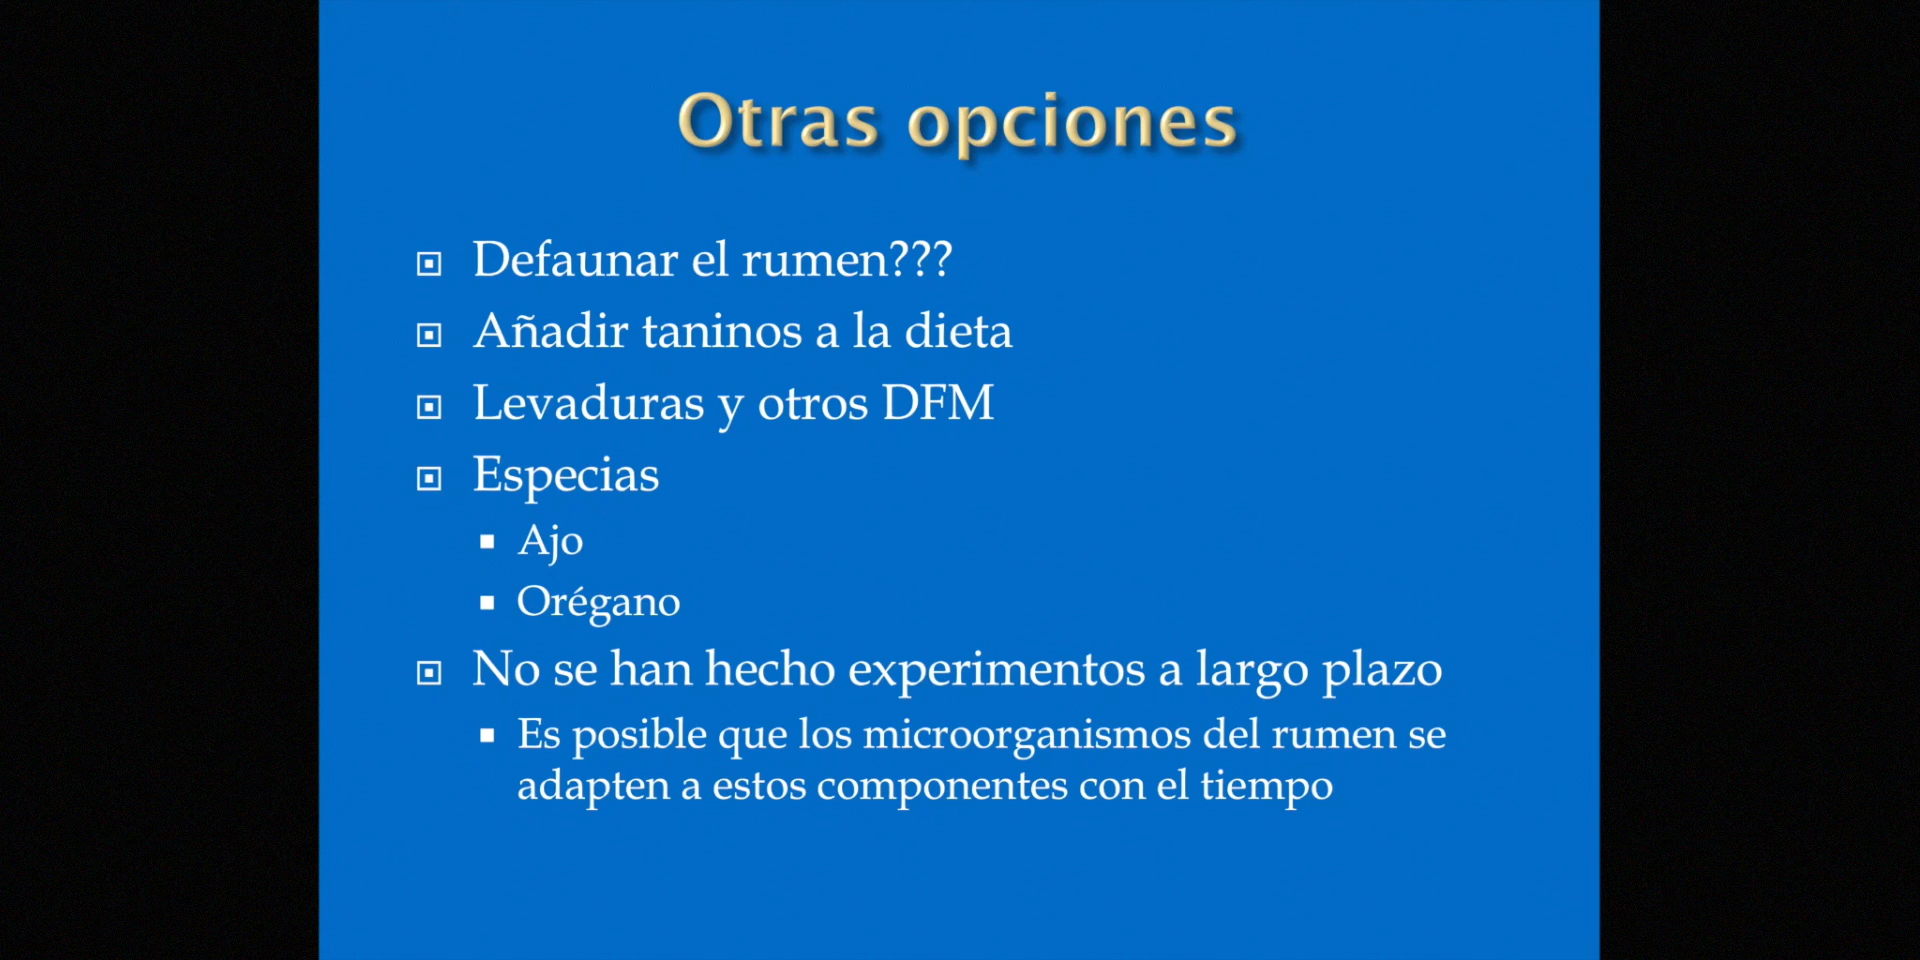 Otras opciones
Defaunar el rumen???
Añadir taninos a la dieta
Levaduras y otros DFM
Especias
Ajo
Orégano
No se han hecho experimentos a largo plazo
Es posible que los microorganismos del rumen se
adapten a estos componentes con el tiempo